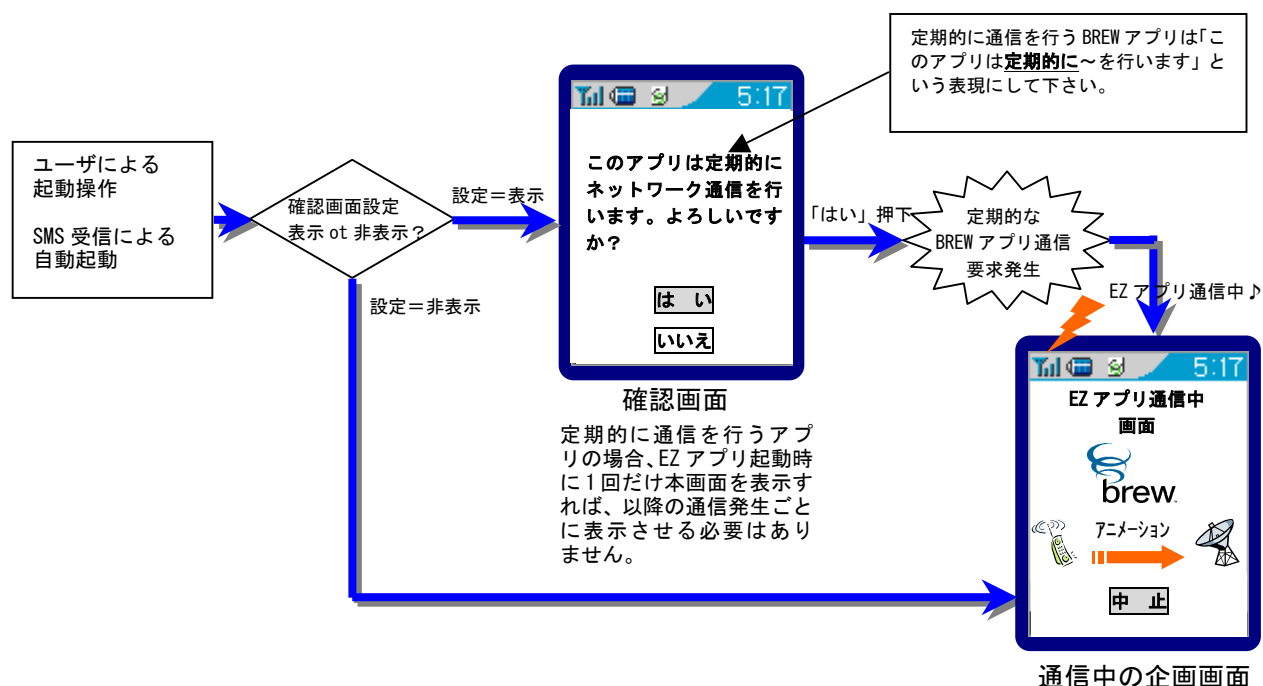 定期的に通信を行う BREW アプリは「こ
のアプリは定期的に～を行います」と
いう表現にして下さい。
ユーザによる
起動操作
SMS 受信による
自動起動
確認画面設定
表示 ot 非表示？
設定＝表示
設定＝非表示
5:17
このアプリは定期的に
ネットワーク通信を行
います。よろしいです
か？
は い
いいえ
確認画面
定期的に通信を行うアプ
リの場合、EZ アプリ起動時
に1回だけ本画面を表示す
れば、以降の通信発生ごと
に表示させる必要はあり
ません。
「はい」押下
定期的な
BREW アプリ通信
要求発生
EZ アプリ通信中♪
5:17
EZ アプリ通信中
画面
brew
アニメーション
中 止
通信中の企画画面